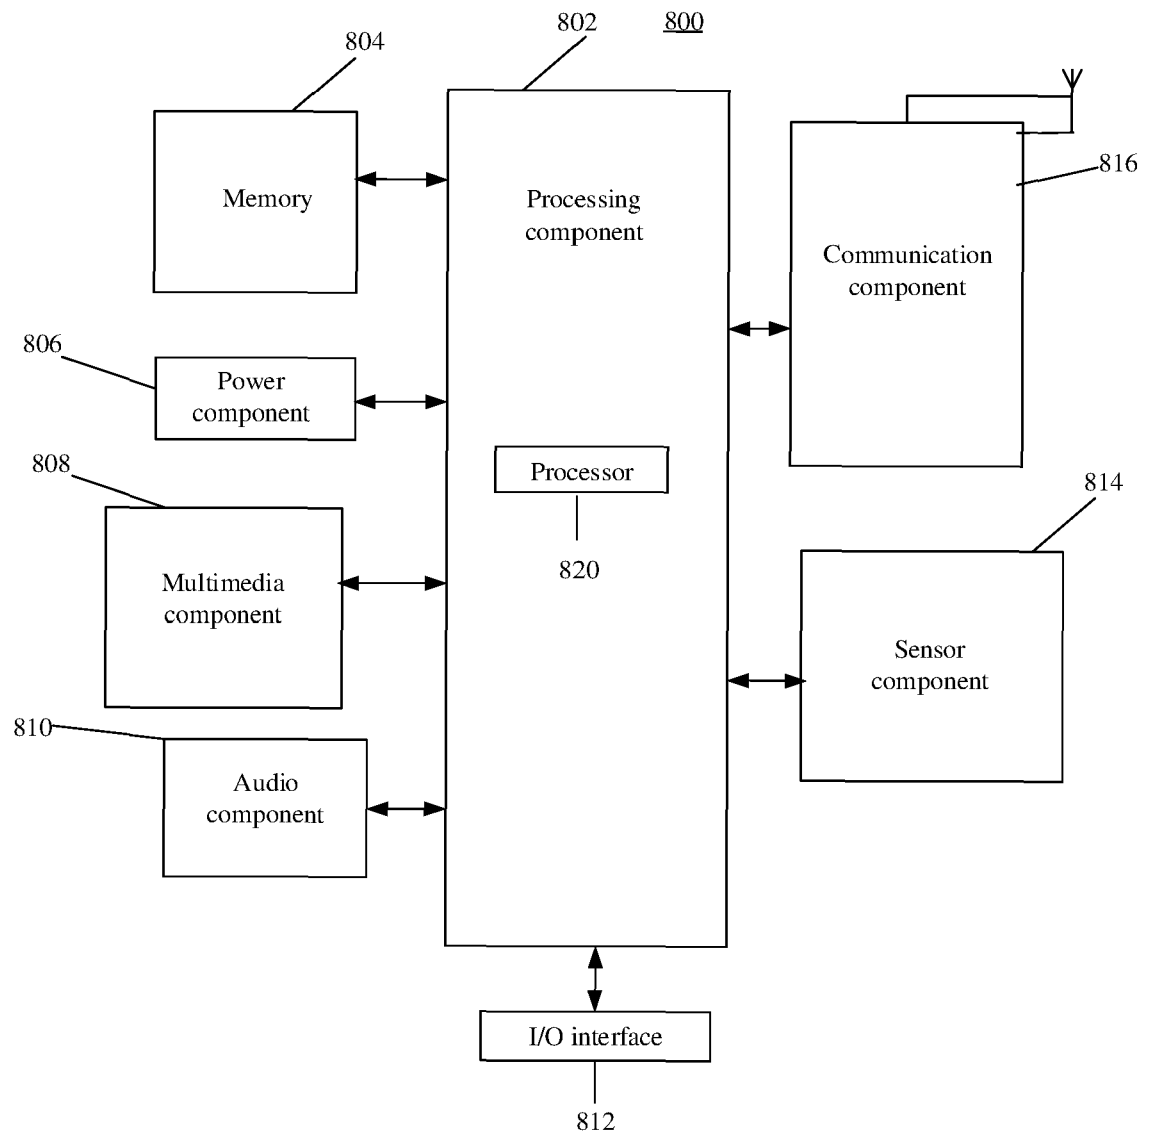 802
800
804
816
Memory
Processing
component
Communication
component
806
Power
component
808
Processor
814
820
Multimedia
component
Sensor
component
810
Audio
component
I/O interface
812